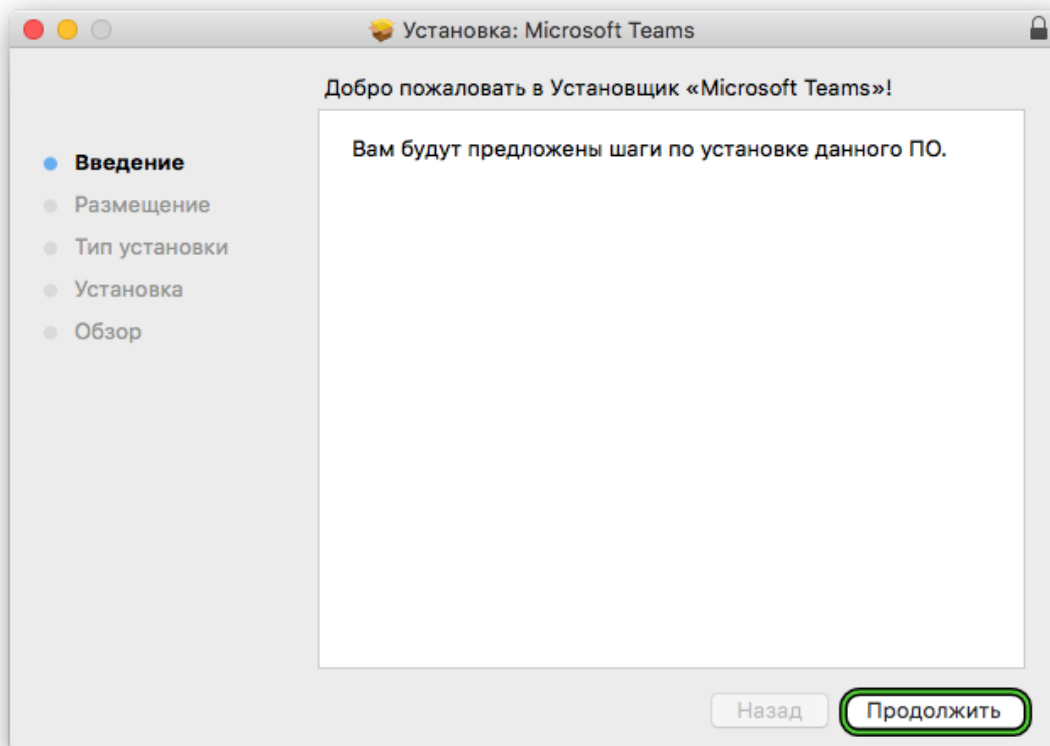 Установка: Microsoft Teams
Добро пожаловать в Установщик «Microsoft Teams»!
Введение
Размещение
Тип установки
Установка
Обзор
Вам будут предложены шаги по установке данного ПО.
Назад
Продолжить